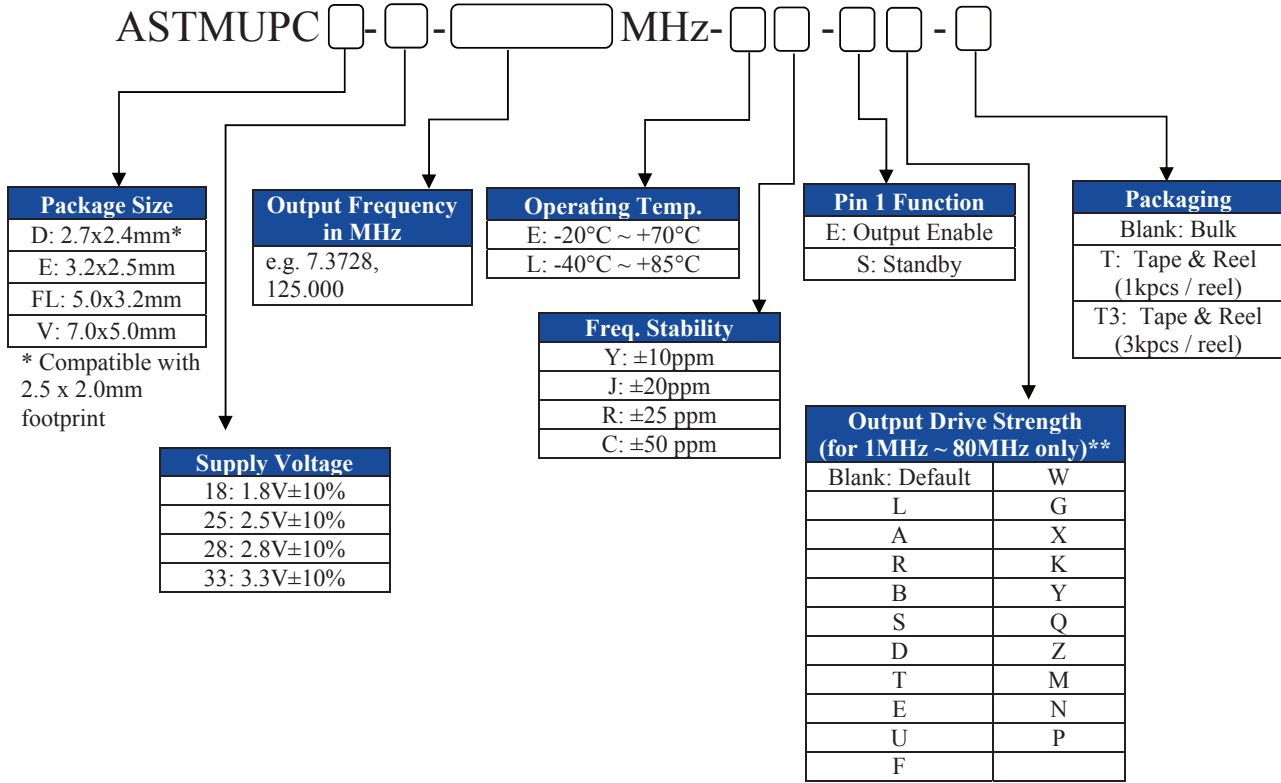 ASTMUPC - - MHz- - -
Package Size
D: 2.7x2.4mm*
E: 3.2x2.5mm
FL: 5.0x3.2mm
V: 7.0x5.0mm
* Compatible with
2.5 x 2.0mm
footprint
Supply Voltage
18: 1.8V±10%
25: 2.5V±10%
28: 2.8V±10%
33: 3.3V±10%
Output Frequency
in MHz
e.g. 7.3728,
125.000
Operating Temp.
E: -20°C ~ +70°C
L: -40°C ~ +85°C
Freq. Stability
Y: ±10ppm
J: ±20ppm
R: ±25 ppm
C: ±50 ppm
Pin 1 Function
E: Output Enable
S: Standby
Output Drive Strength
(for 1MHz ~ 80MHz only)**
Blank: Default W
L G
A X
R K
B Y
S Q
D Z
T M
E N
U P
F
Packaging
Blank: Bulk
T: Tape & Reel
(1kpcs / reel)
T3: Tape & Reel
(3kpcs / reel)